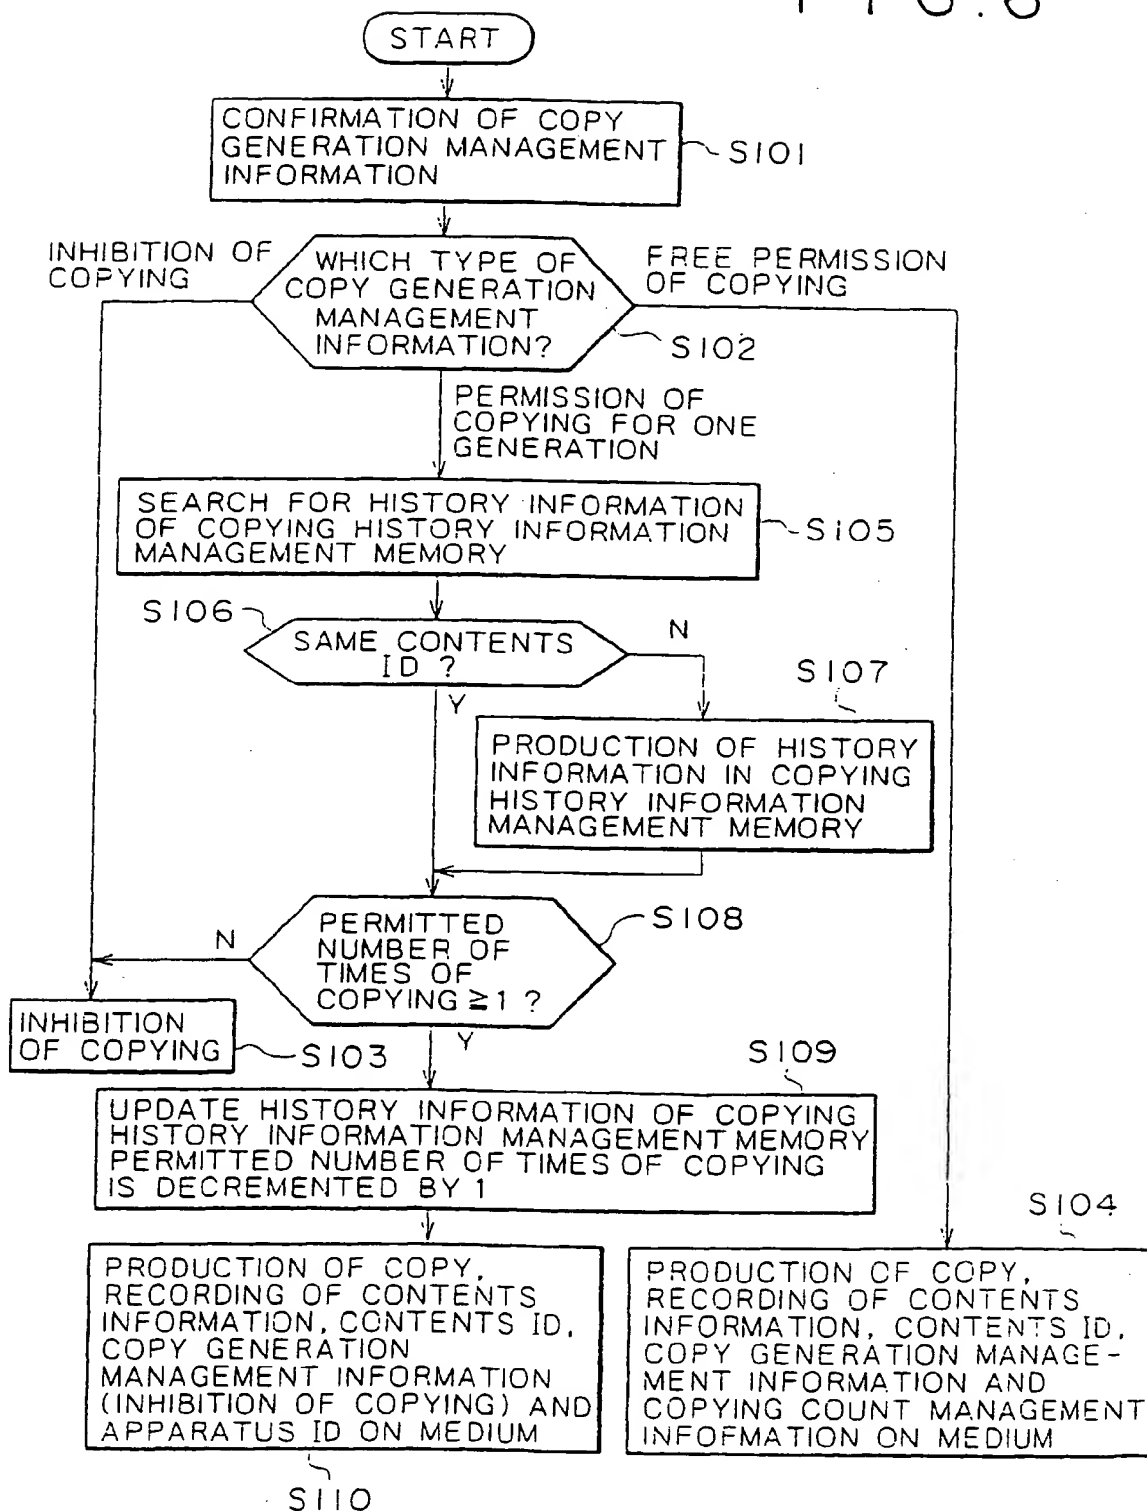 FIG.6
START
CONFIRMATION OF COPY
GENERATION MANAGEMENT
INFORMATION
S101
INHIBITION OF
COPYING
WHICH TYPE OF
COPY GENERATION
MANAGEMENT
INFORMATION?
FREE PERMISSION
OF COPYING
S102
PERMISSION OF
COPYING FOR ONE
GENERATION
SEARCH FOR HISTORY INFORMATION
OF COPYING HISTORY INFORMATION
MANAGEMENT MEMORY
S105
S106
SAME CONTENTS
ID ?
N
Y
S107
PRODUCTION OF HISTORY
INFORMATION IN COPYING
HISTORY INFORMATION
MANAGEMENT MEMORY
PERMITTED
NUMBER OF
TIMES OF
COPYING ≧ 1 ?
S108
N
Y
INHIBITION
OF COPYING
S103
S109
UPDATE HISTORY INFORMATION OF COPYING
HISTORY INFORMATION MANAGEMENT MEMORY
PERMITTED NUMBER OF TIMES OF COPYING
IS DECREMENTED BY 1
S104
PRODUCTION OF COPY,
RECORDING OF CONTENTS
INFORMATION, CONTENTS ID,
COPY GENERATION
MANAGEMENT INFORMATION
(INHIBITION OF COPYING) AND
APPARATUS ID ON MEDIUM
S110
PRODUCTION OF COPY,
RECORDING OF CONTENTS
INFORMATION, CONTENTS ID,
COPY GENERATION MANAGE-
MENT INFORMATION AND
COPYING COUNT MANAGEMENT
INFOFMATION ON MEDIUM